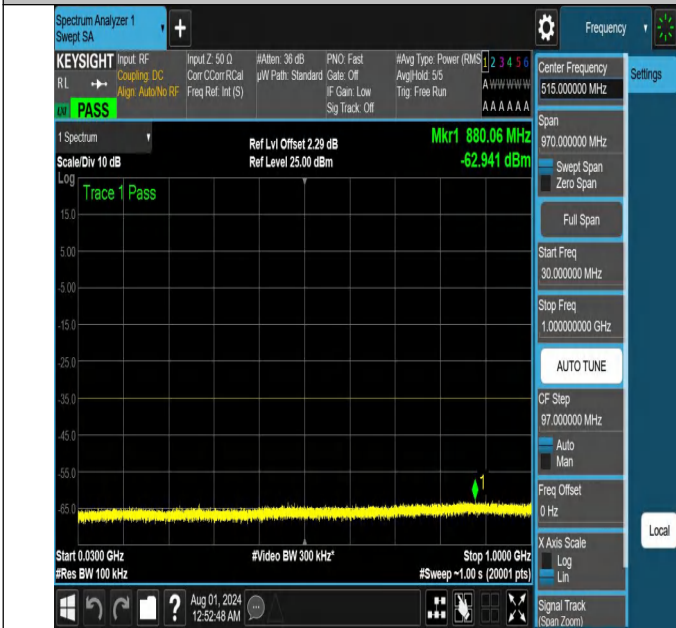 Spectrum Analyzer 1
Swept SA
+
Frequency
KEYSIGHT
RL
PASS
Input: RF
Coupling: DC
Align: Auto/No RF
Input Z: 50 Ω
Corr CCorr RCal
Freq Ref: Int (S)
#Atten: 36 dB
µW Path: Standard
PNO: Fast
Gate: Off
IF Gain: Low
Sig Track: Off
#Avg Type: Power (RMS
Avg|Hold: 5/5
Trig: Free Run
1 2 3 4 5 6
A W W W W W
A A A A A A
1 Spectrum
Scale/Div 10 dB
Log
Ref Lvl Offset 2.29 dB
Ref Level 25.00 dBm
Mkr1 880.06 MHz
-62.941 dBm
Trace 1 Pass
15.0
5.00
-5.00
-15.0
-25.0
-35.0
-45.0
-55.0
-65.0
1
Start 0.0300 GHz
#Res BW 100 kHz
#Video BW 300 kHz*
Stop 1.0000 GHz
#Sweep ~1.00 s (20001 pts)
?
Aug 01, 2024
12:52:48 AM
Center Frequency
515.000000 MHz
Span
970.000000 MHz
Swept Span
Zero Span
Full Span
Start Freq
30.000000 MHz
Stop Freq
1.000000000 GHz
AUTO TUNE
CF Step
97.000000 MHz
Auto
Man
Freq Offset
0 Hz
X Axis Scale
Log
Lin
Signal Track
(Span Zoom)
Settings
Local